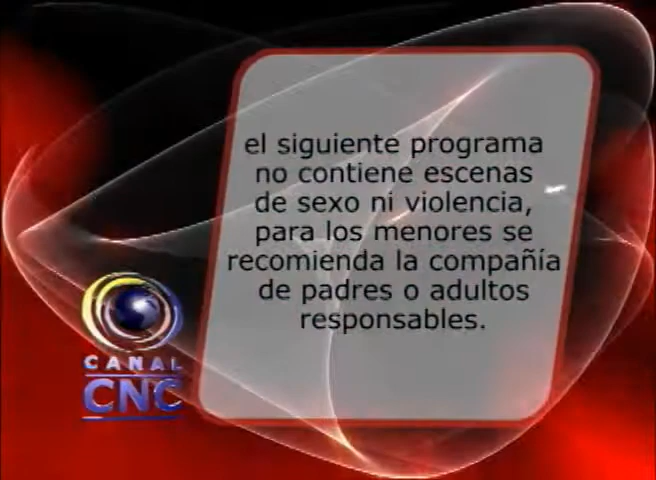 el siguiente programa
no contiene escenas
de sexo ni violencia,
para los menores se
recomienda la compañía
de padres o adultos
responsables.
CANAL
CNC